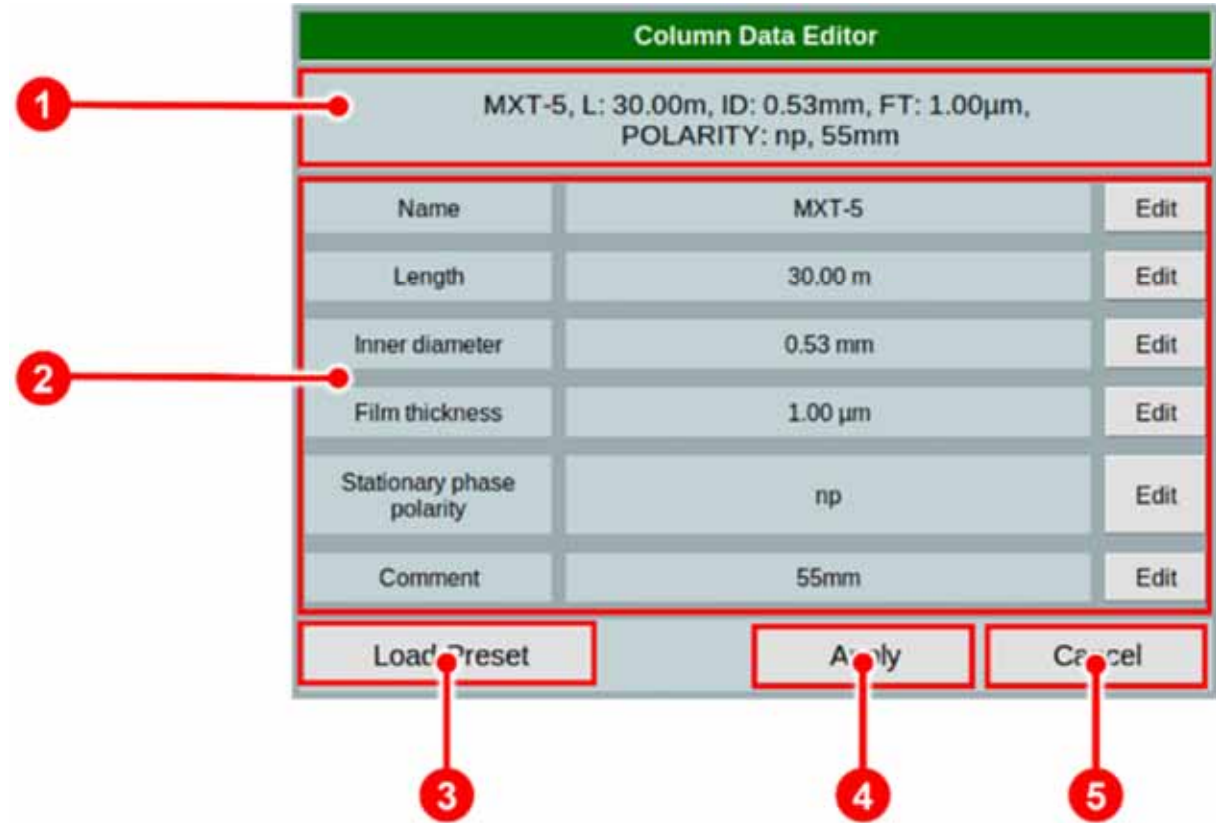 Column Data Editor
1
MXT-5, L: 30.00m, ID: 0.53mm, FT: 1.00µm,
POLARITY: np, 55mm
Name MXT-5 Edit
Length 30.00 m Edit
2
Inner diameter 0.53 mm Edit
Film thickness 1.00 µm Edit
Stationary phase
polarity np Edit
Comment 55mm Edit
Load Preset Apply Cancel
3 4 5